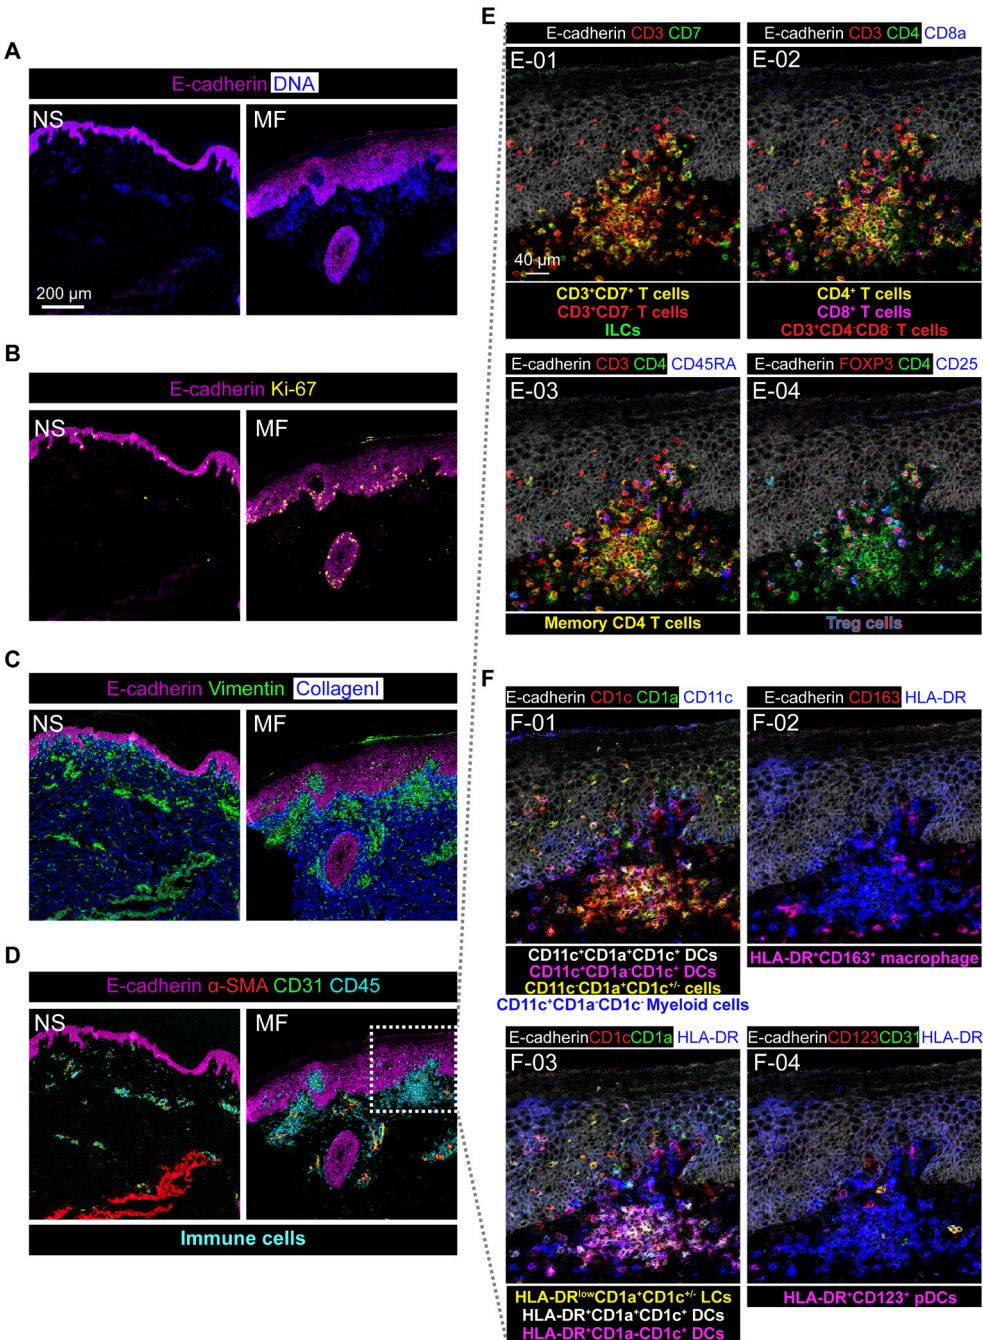 A
E-cadherin DNA
NS
MF
200 µm
B
E-cadherin Ki-67
NS
MF
C
E-cadherin Vimentin CollagenI
NS
MF
D
E-cadherin α-SMA CD31 CD45
NS
MF
Immune cells
E
E-cadherin CD3 CD7
E-01
40 µm
CD3⁺CD7⁺ T cells
CD3⁺CD7⁻ T cells
ILCs
E-cadherin CD3 CD4 CD8a
E-02
CD4⁺ T cells
CD8⁺ T cells
CD3⁺CD4⁻CD8⁻ T cells
E-cadherin CD3 CD4 CD45RA
E-03
Memory CD4 T cells
E-cadherin FOXP3 CD4 CD25
E-04
Treg cells
F
E-cadherin CD1c CD1a CD11c
F-01
CD11c⁺CD1a⁺CD1c⁺ DCs
CD11c⁺CD1a⁻CD1c⁺ DCs
CD11c⁻CD1a⁺CD1c⁺/⁻ cells
CD11c⁺CD1a⁻CD1c⁻ Myeloid cells
E-cadherin CD163 HLA-DR
F-02
HLA-DR⁺CD163⁺ macrophage
E-cadherinCD1cCD1a HLA-DR
F-03
HLA-DRˡᵒʷCD1a⁺CD1c⁺/⁻ LCs
HLA-DR⁺CD1a⁺CD1c⁺ DCs
HLA-DR⁺CD1a-CD1c⁺ DCs
E-cadherinCD123CD31HLA-DR
F-04
HLA-DR⁺CD123⁺ pDCs